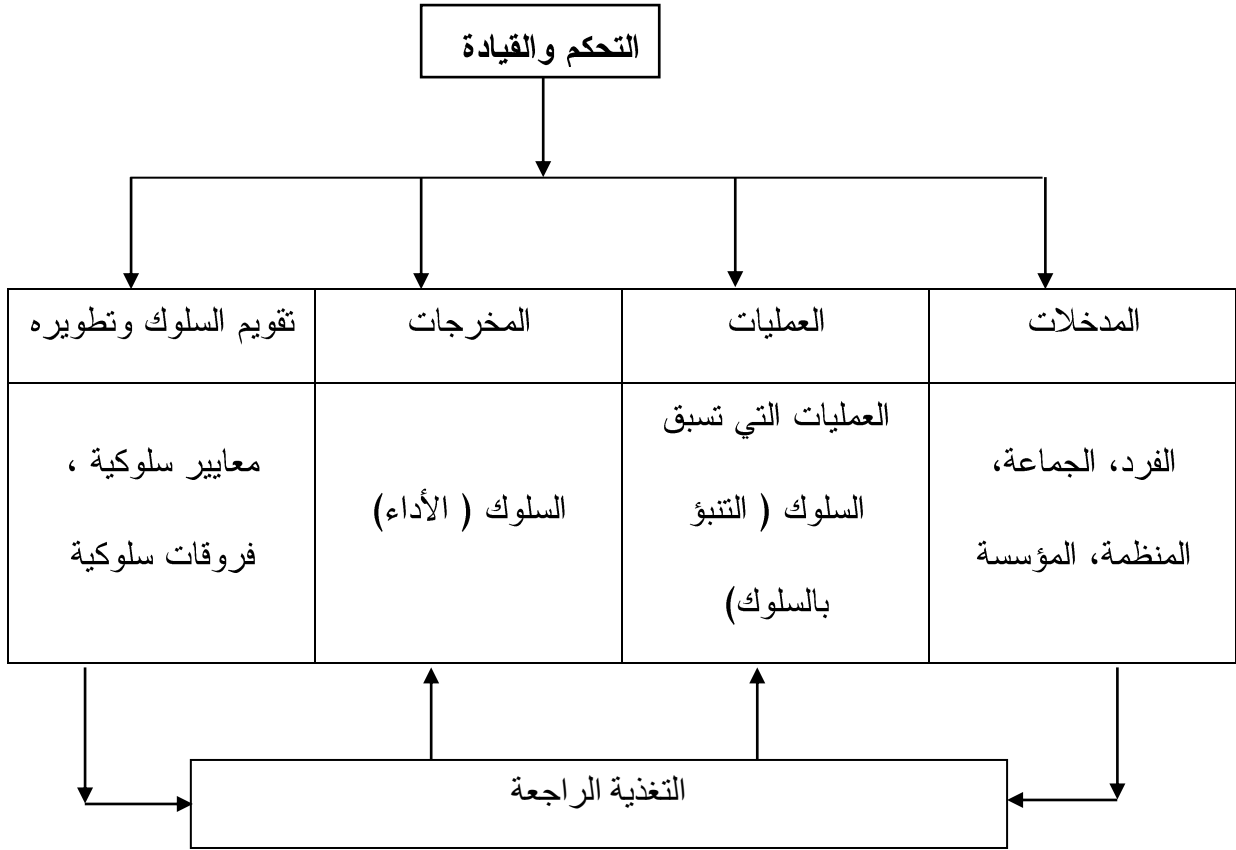 التحكم والقيادة
المدخلات
العمليات
المخرجات
تقويم السلوك وتطويره
الفرد، الجماعة،
المنظمة، المؤسسة
العمليات التي تسبق
السلوك ( التنبؤ
بالسلوك)
السلوك ( الأداء)
معايير سلوكية ،
فروقات سلوكية
التغذية الراجعة